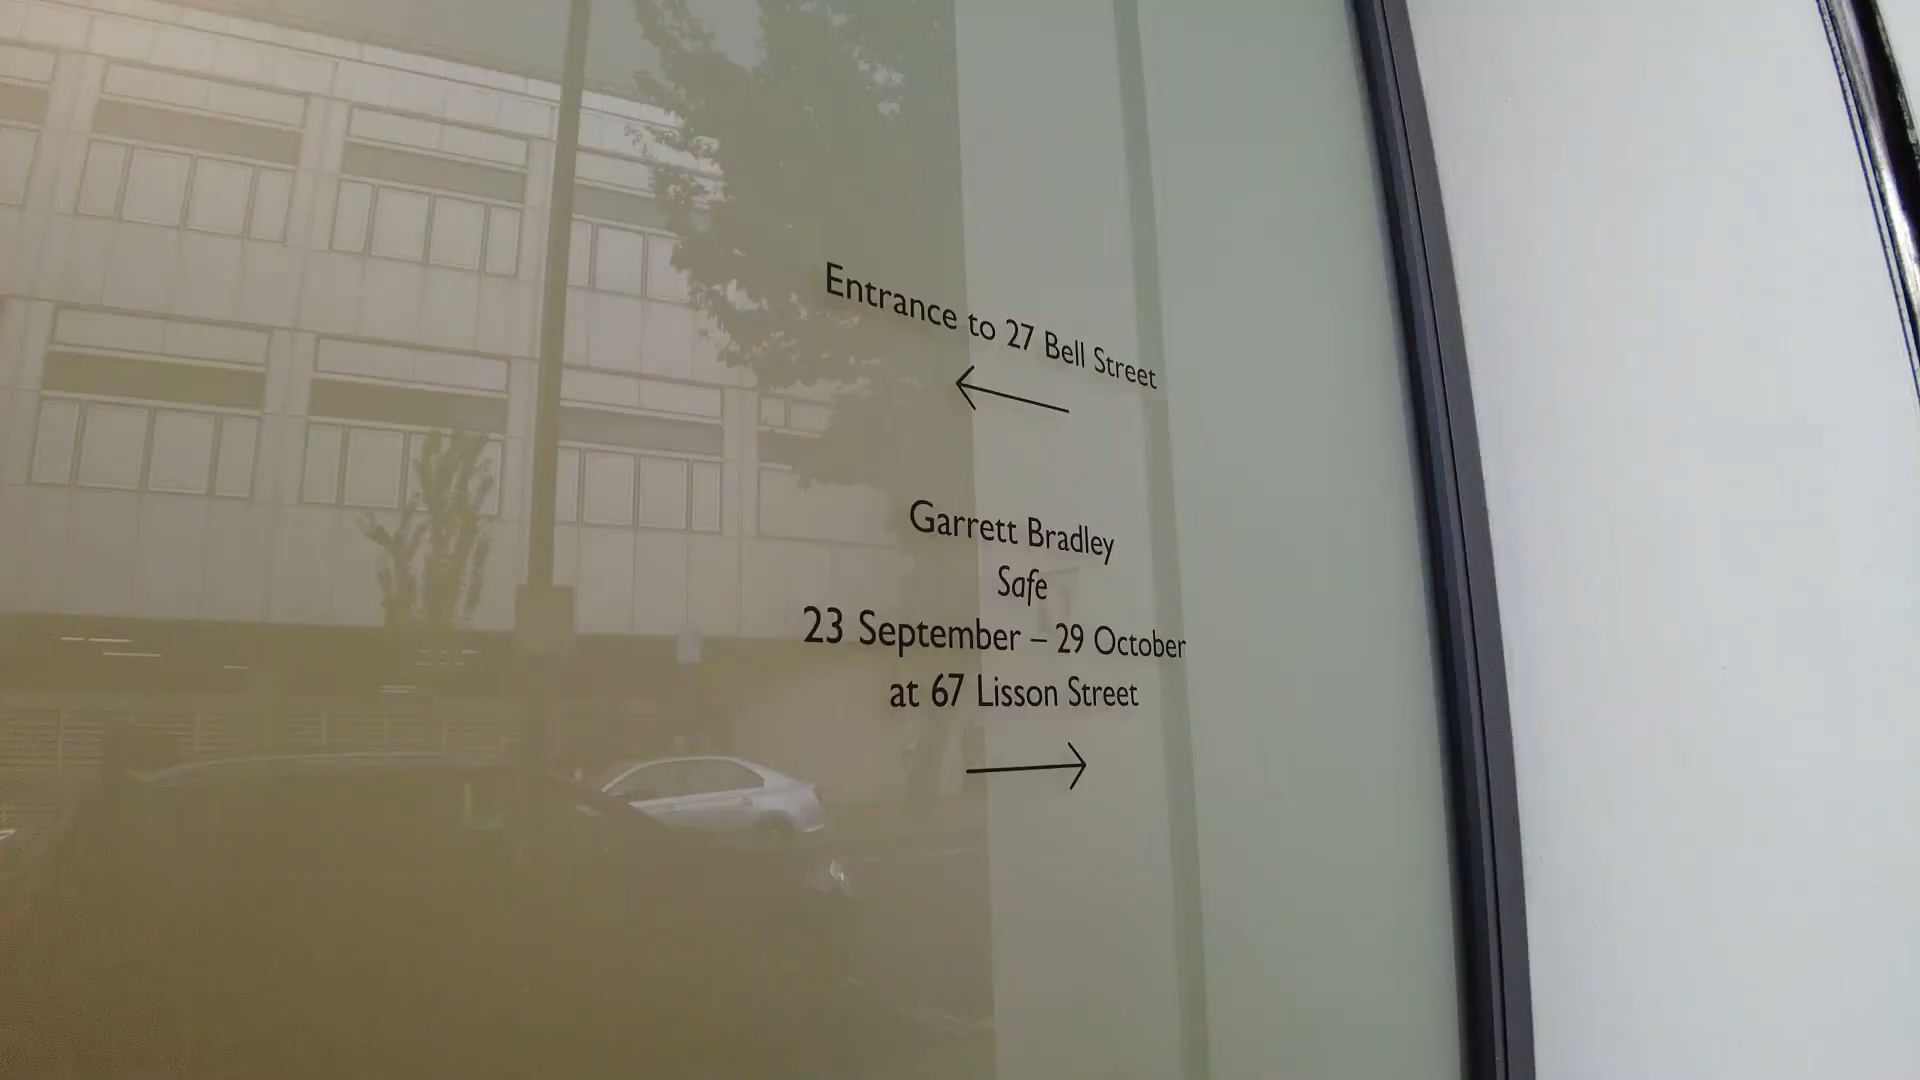 Entrance to 27 Bell Street
Garrett Bradley
Safe
23 September – 29 October
at 67 Lisson Street